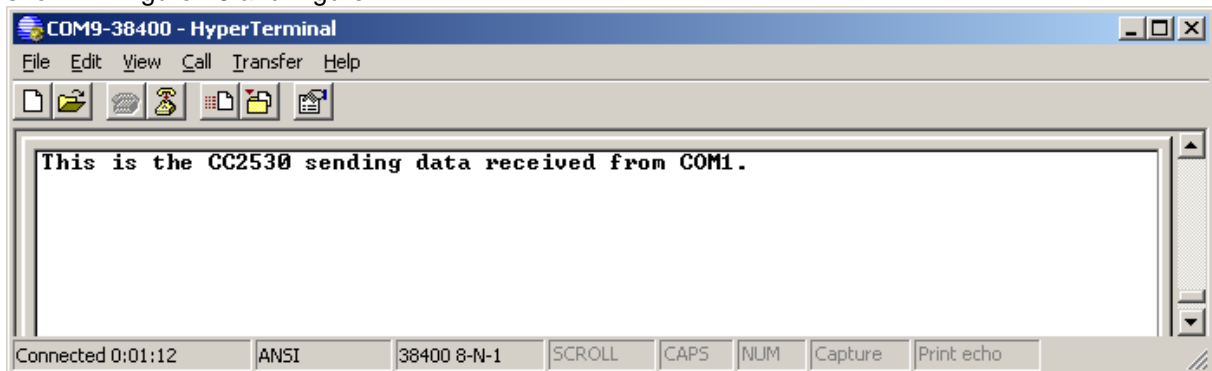 COM9-38400 - HyperTerminal
File Edit View Call Transfer Help
This is the CC2530 sending data received from COM1.
Connected 0:01:12 ANSI 38400 8-N-1 SCROLL CAPS NUM Capture Print echo